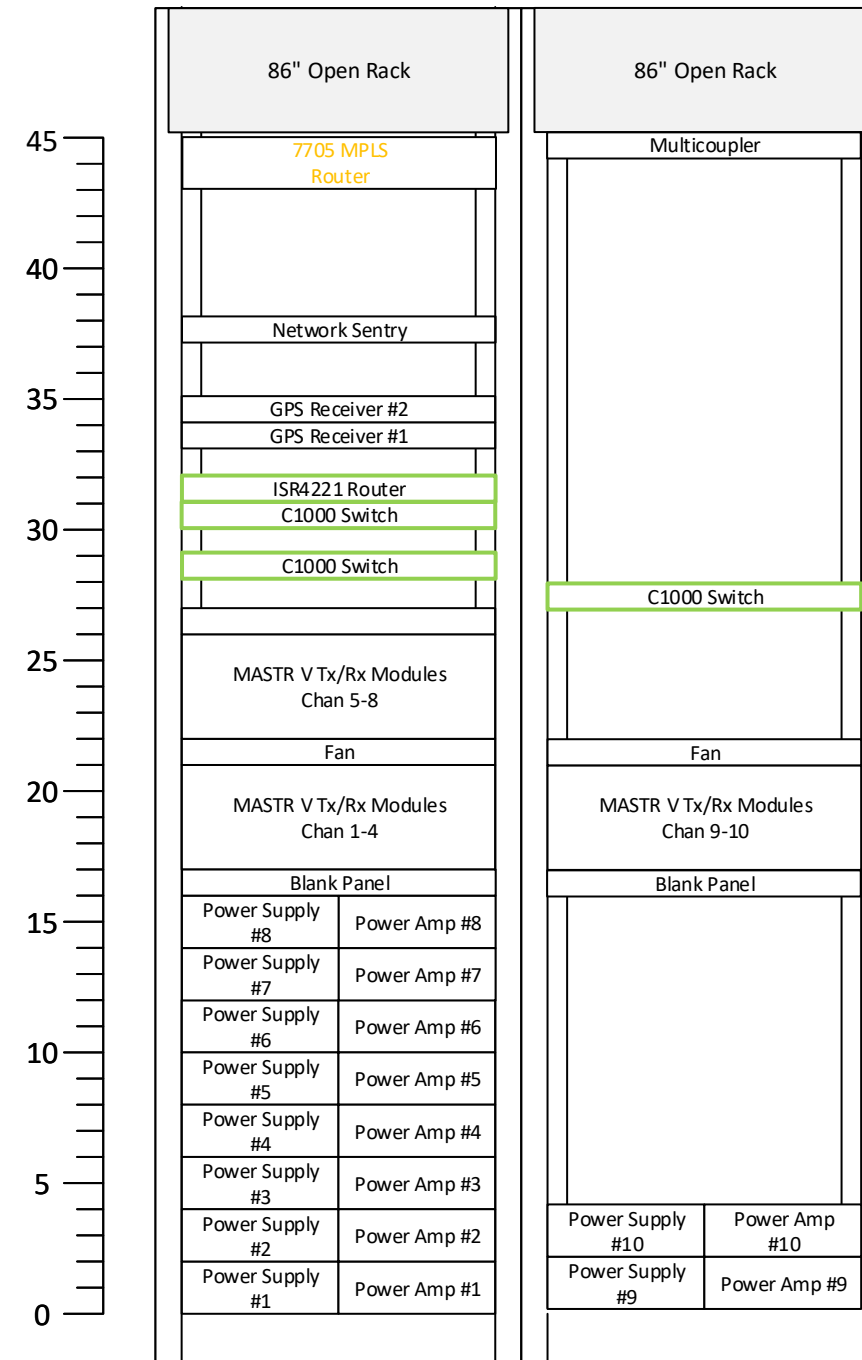 86" Open Rack
45
40
35
30
25
20
15
10
5
0
7705 MPLS
Router
Network Sentry
GPS Receiver #2
GPS Receiver #1
ISR4221 Router
C1000 Switch
C1000 Switch
MASTR V Tx/Rx Modules
Chan 5-8
Fan
MASTR V Tx/Rx Modules
Chan 1-4
Blank Panel
Power Supply
#8
Power Amp #8
Power Supply
#7
Power Amp #7
Power Supply
#6
Power Amp #6
Power Supply
#5
Power Amp #5
Power Supply
#4
Power Amp #4
Power Supply
#3
Power Amp #3
Power Supply
#2
Power Amp #2
Power Supply
#1
Power Amp #1
86" Open Rack
Multicoupler
C1000 Switch
Fan
MASTR V Tx/Rx Modules
Chan 9-10
Blank Panel
Power Supply
#10
Power Amp
#10
Power Supply
#9
Power Amp #9